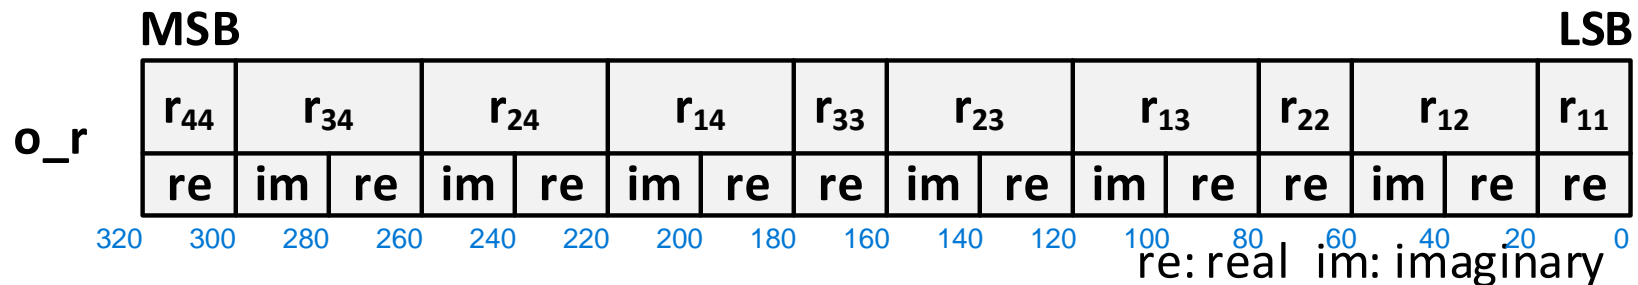 MSB LSB
o_r r₄₄ r₃₄ r₂₄ r₁₄ r₃₃ r₂₃ r₁₃ r₂₂ r₁₂ r₁₁
re im re im re im re re im re im re re im re re
320 300 280 260 240 220 200 180 160 140 120 100 80 60 40 20 0
re: real im: imaginary